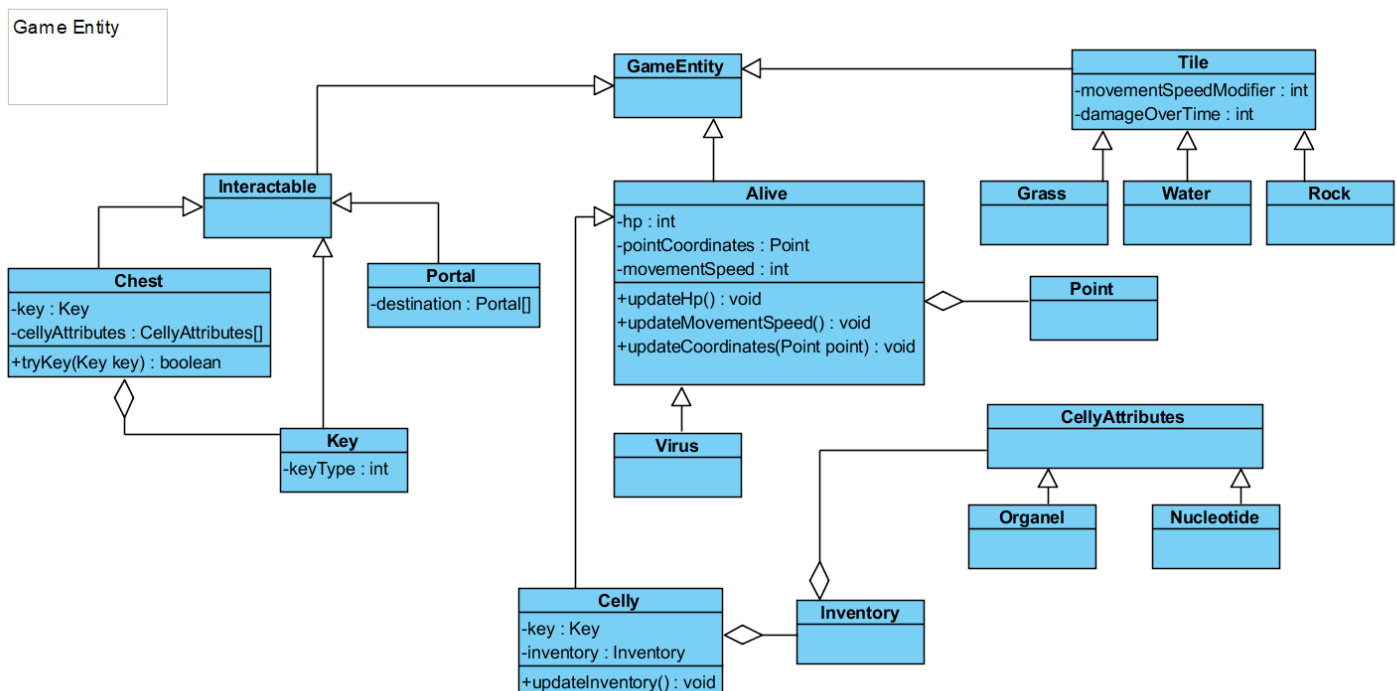 Game Entity
GameEntity
Tile
-movementSpeedModifier : int
-damageOverTime : int
Interactable
Alive
-hp : int
-pointCoordinates : Point
-movementSpeed : int
+updateHp() : void
+updateMovementSpeed() : void
+updateCoordinates(Point point) : void
Grass
Water
Rock
Chest
-key : Key
-cellyAttributes : CellyAttributes[]
+tryKey(Key key) : boolean
Portal
-destination : Portal[]
Point
Key
-keyType : int
Virus
CellyAttributes
Organel
Nucleotide
Celly
-key : Key
-inventory : Inventory
+updateInventory() : void
Inventory